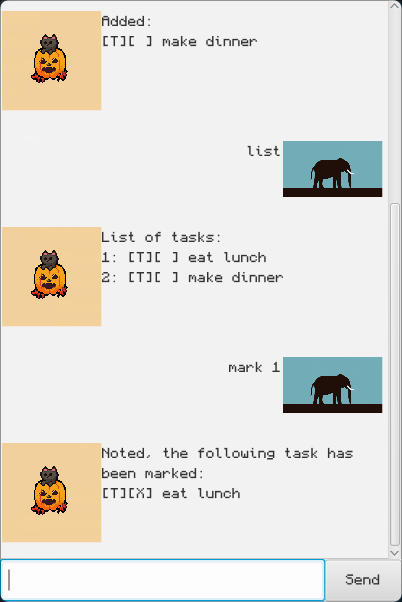 Added:
[T][ ] make dinner
list
List of tasks:
1: [T][ ] eat lunch
2: [T][ ] make dinner
mark 1
Noted, the following task has
been marked:
[T][X] eat lunch
Send